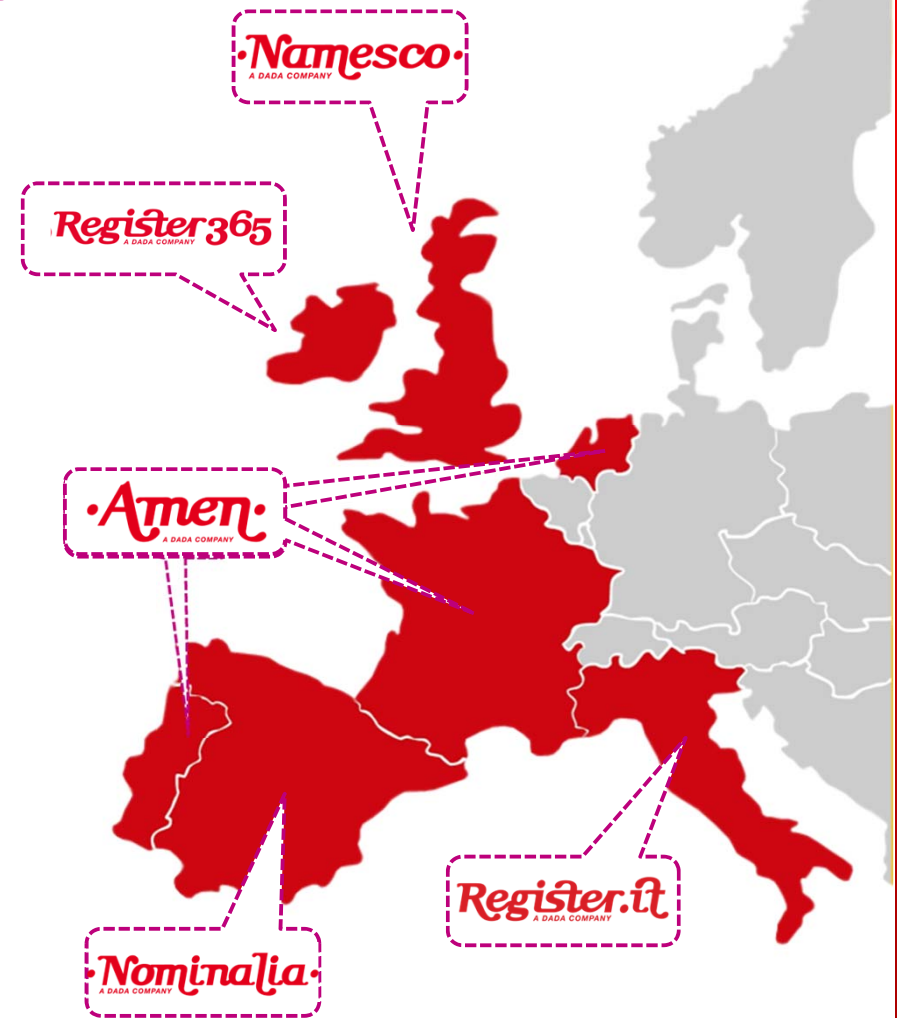 ·Namesco·
A DADA COMPANY
Register365
A DADA COMPANY
·Amen·
A DADA COMPANY
Register.it
A DADA COMPANY
·Nominalia·
A DADA COMPANY